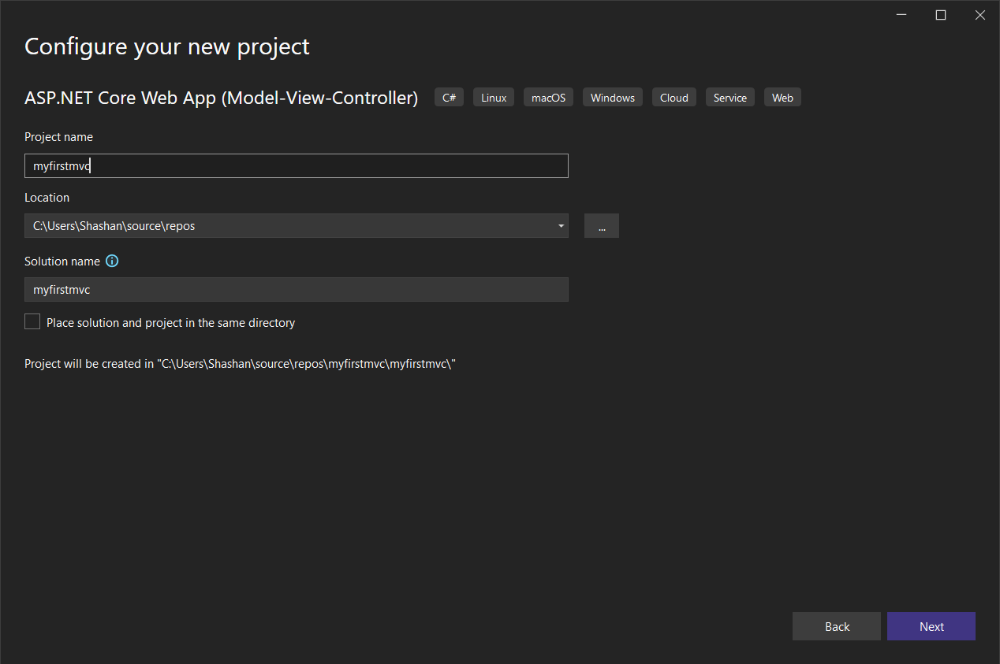 Configure your new project
ASP.NET Core Web App (Model-View-Controller) C# Linux macOS Windows Cloud Service Web
Project name
myfirstmvc
Location
C:\Users\Shashan\source\repos
...
Solution name
myfirstmvc
Place solution and project in the same directory
Project will be created in "C:\Users\Shashan\source\repos\myfirstmvc\myfirstmvc\"
Back Next